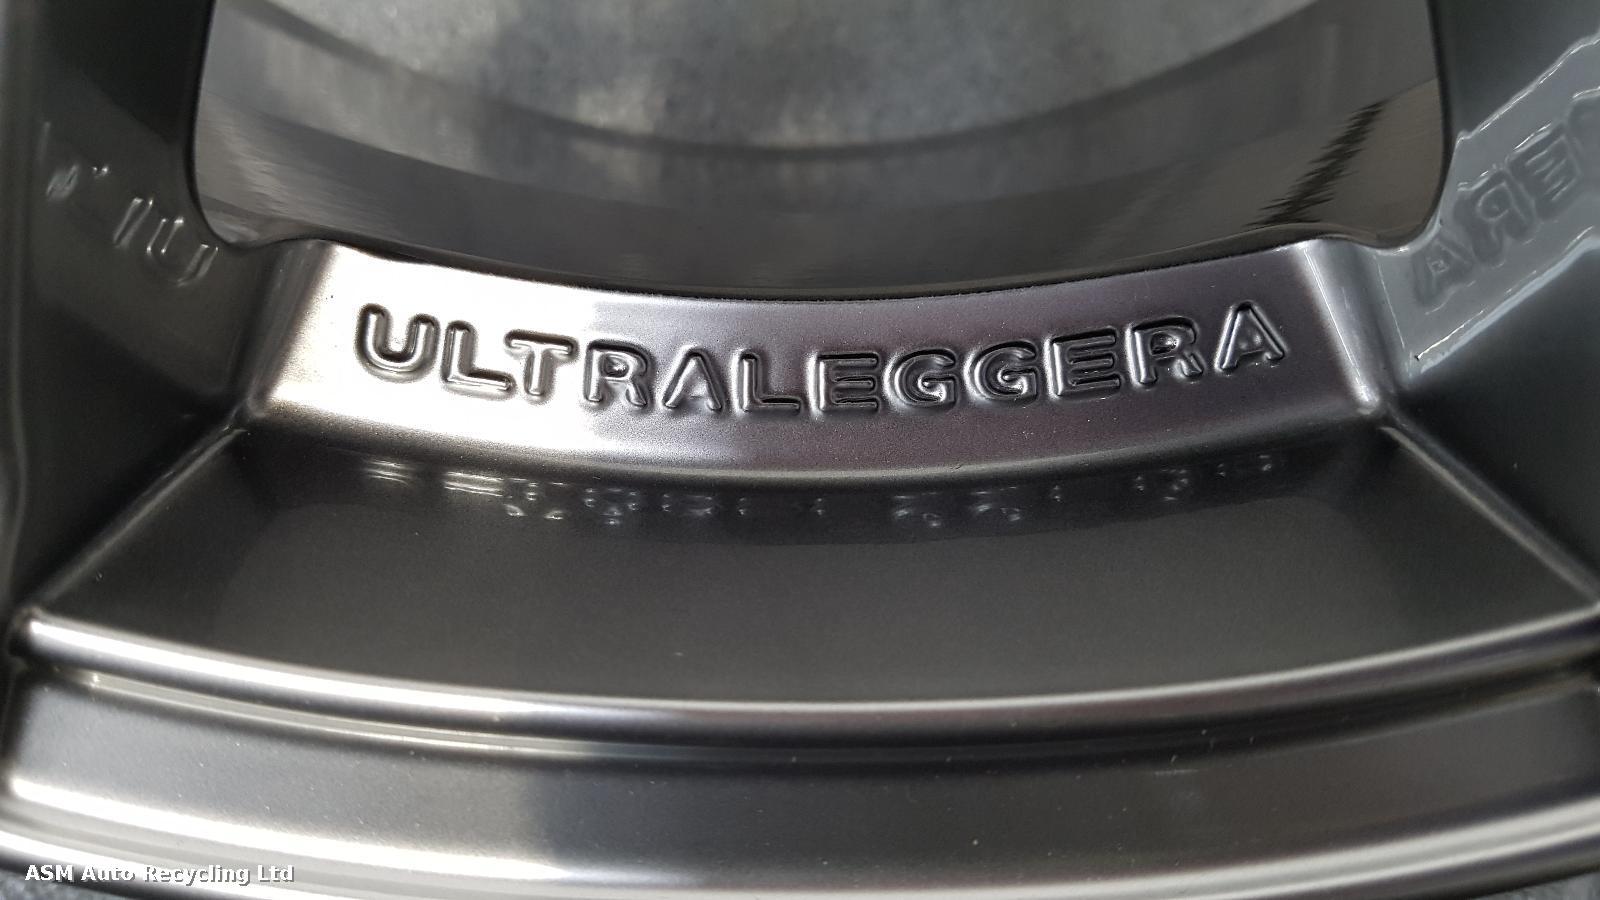 ULTRALEGGERA
ASM Auto Recycling Ltd